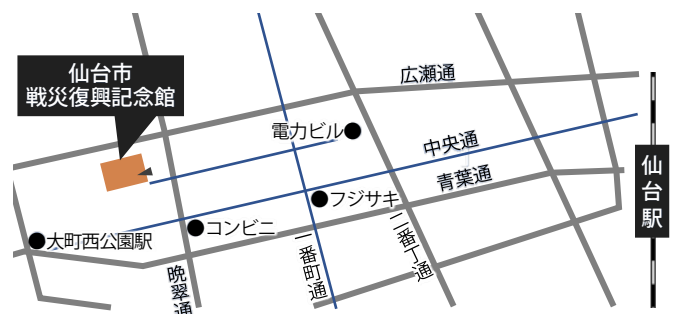 仙台市
戦災復興記念館
広瀬通
電力ビル
中央通
青葉通
仙台駅
フジサキ
コンビニ
大町西公園駅
二番丁通
一番町通
晩翠通